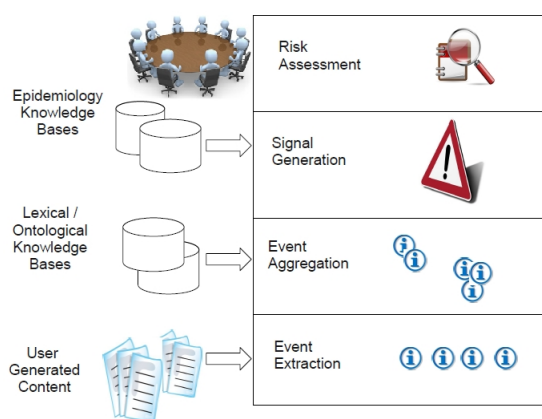 Risk
Assessment
Epidemiology
Knowledge
Bases
Signal
Generation
Lexical /
Ontological
Knowledge
Bases
Event
Aggregation
User
Generated
Content
Event
Extraction